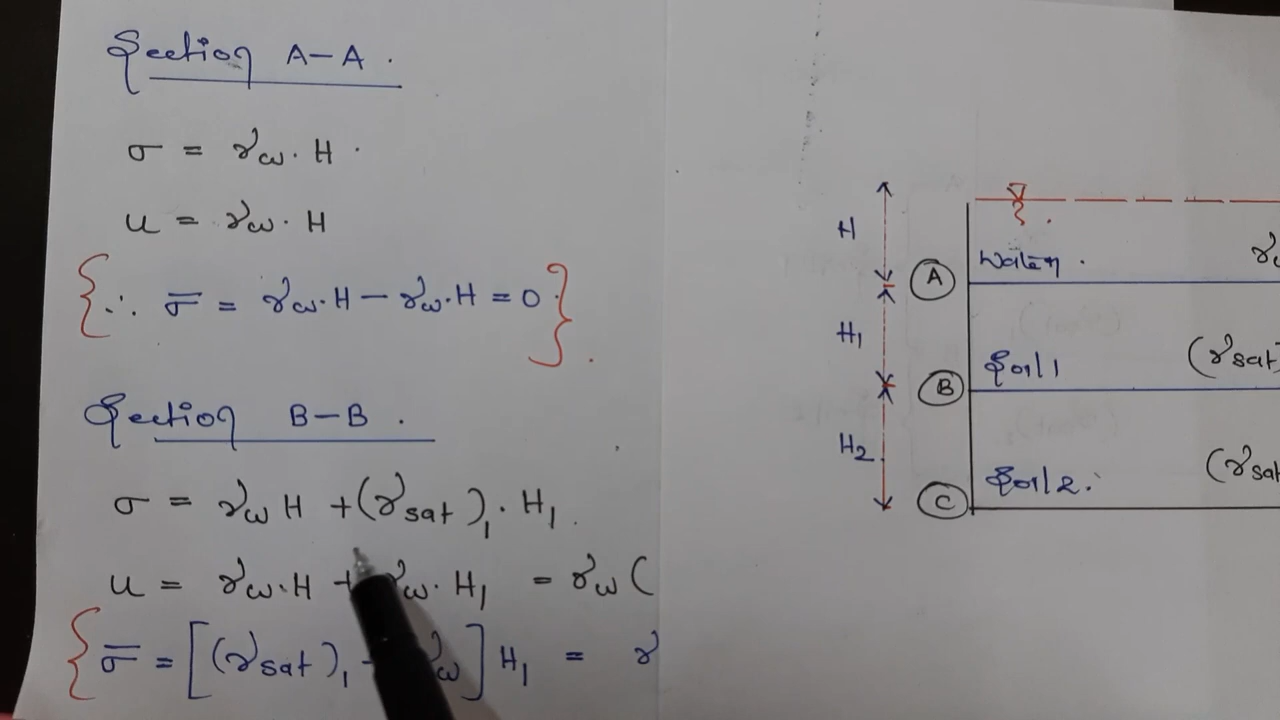 Section A-A .
σ = γω. H .
u = γω. H
{∴ σ̅ = γω.H - γω.H = 0} .
Section B-B .
σ = γω H + (γsat)₁ . H₁ .
u = γω.H + γω. H₁ = γω (
{ σ̅ = [(γsat)₁ - γω] H₁ = γ
H
A
Water .
H₁
B
Soil 1 (γsat)
H₂
C
Soil 2. (γsat